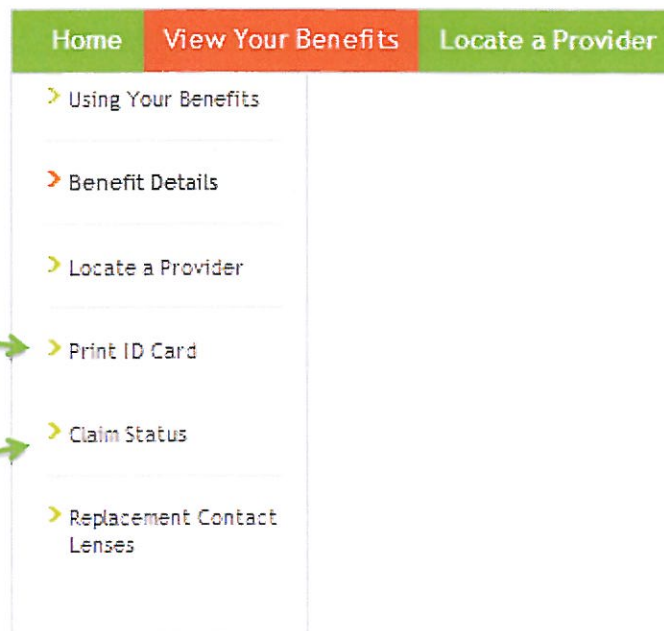 Home View Your Benefits Locate a Provider
Using Your Benefits
Benefit Details
Locate a Provider
Print ID Card
Claim Status
Replacement Contact
Lenses